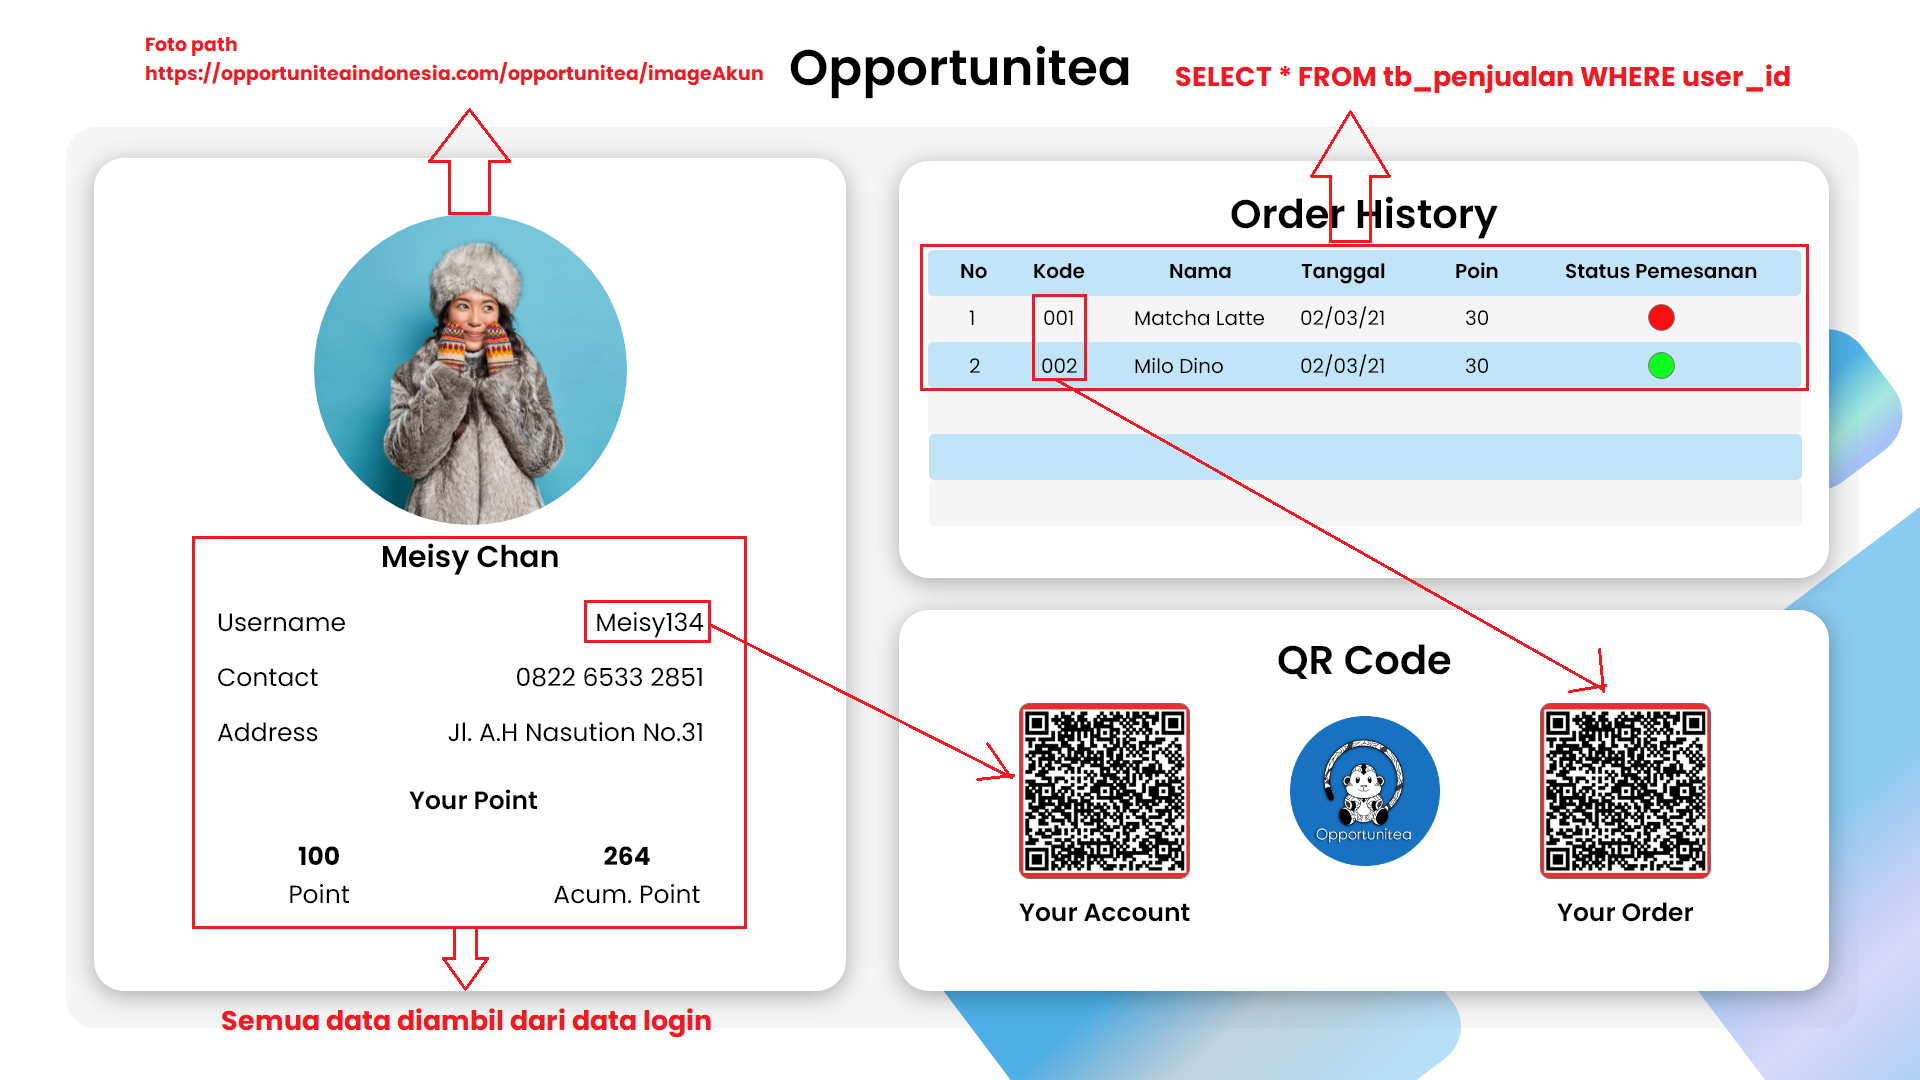 Foto path
https://opportuniteaindonesia.com/opportunitea/imageAkun
Opportunitea
SELECT * FROM tb_penjualan WHERE user_id
Meisy Chan
Username Meisy134
Contact 0822 6533 2851
Address Jl. A.H Nasution No.31
Your Point
100 264
Point Acum. Point
Semua data diambil dari data login
Order History
No Kode Nama Tanggal Poin Status Pemesanan
1 001 Matcha Latte 02/03/21 30
2 002 Milo Dino 02/03/21 30
QR Code
Opportunitea
Your Account Your Order